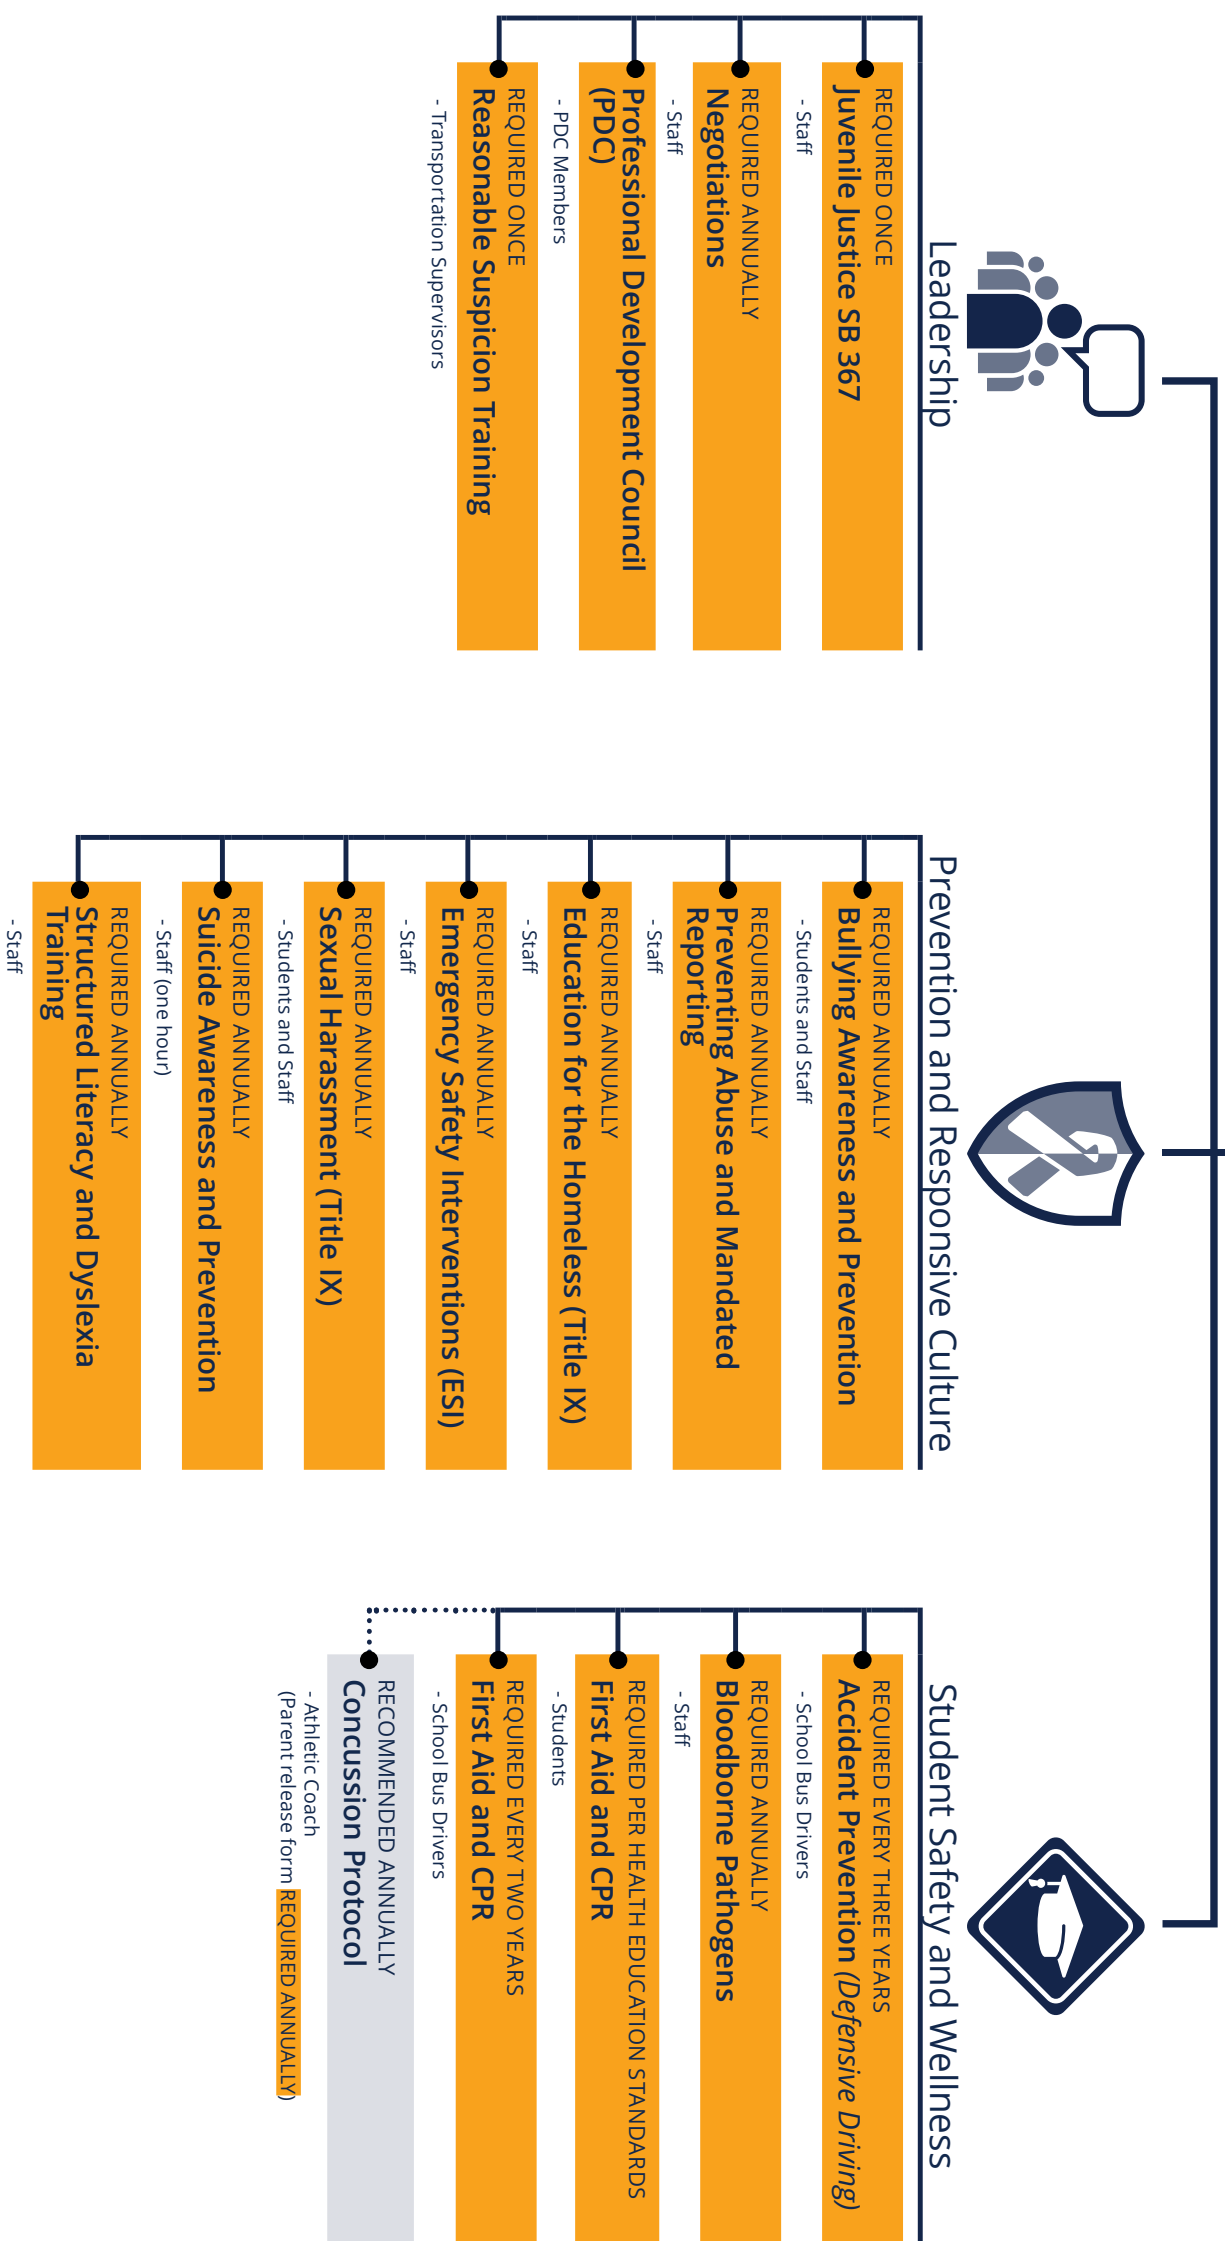 Leadership
REQUIRED ONCE
Juvenile Justice SB 367
- Staff
REQUIRED ANNUALLY
Negotiations
- Staff
Professional Development Council
(PDC)
- PDC Members
REQUIRED ONCE
Reasonable Suspicion Training
- Transportation Supervisors
Prevention and Responsive Culture
REQUIRED ANNUALLY
Bullying Awareness and Prevention
- Students and Staff
REQUIRED ANNUALLY
Preventing Abuse and Mandated
Reporting
- Staff
REQUIRED ANNUALLY
Education for the Homeless (Title IX)
- Staff
REQUIRED ANNUALLY
Emergency Safety Interventions (ESI)
- Staff
REQUIRED ANNUALLY
Sexual Harassment (Title IX)
- Students and Staff
REQUIRED ANNUALLY
Suicide Awareness and Prevention
- Staff (one hour)
REQUIRED ANNUALLY
Structured Literacy and Dyslexia
Training
- Staff
Student Safety and Wellness
REQUIRED EVERY THREE YEARS
Accident Prevention (Defensive Driving)
- School Bus Drivers
REQUIRED ANNUALLY
Bloodborne Pathogens
- Staff
REQUIRED PER HEALTH EDUCATION STANDARDS
First Aid and CPR
- Students
REQUIRED EVERY TWO YEARS
First Aid and CPR
- School Bus Drivers
RECOMMENDED ANNUALLY
Concussion Protocol
- Athletic Coach
(Parent release form REQUIRED ANNUALLY)